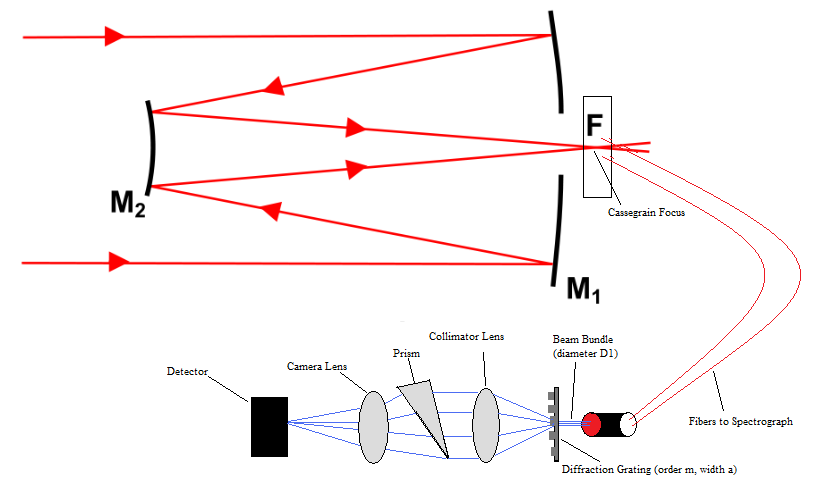 F
Cassegrain Focus
M2
M1
Collimator Lens
Beam Bundle
(diameter D1)
Prism
Camera Lens
Detector
Fibers to Spectrograph
Diffraction Grating (order m, width a)